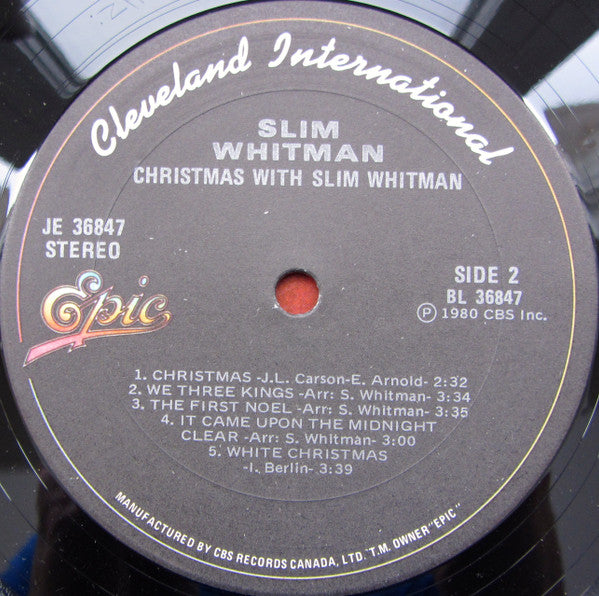 Cleveland International
SLIM
WHITMAN
CHRISTMAS WITH SLIM WHITMAN
JE 36847
STEREO
Epic
SIDE 2
BL 36847
℗ 1980 CBS Inc.
1. CHRISTMAS -J.L. Carson-E. Arnold- 2:32
2. WE THREE KINGS -Arr: S. Whitman- 3:34
3. THE FIRST NOEL -Arr: S. Whitman- 3:35
4. IT CAME UPON THE MIDNIGHT
CLEAR -Arr: S. Whitman- 3:00
5. WHITE CHRISTMAS
-I. Berlin- 3:39
MANUFACTURED BY CBS RECORDS CANADA, LTD. *T.M. OWNER "EPIC"